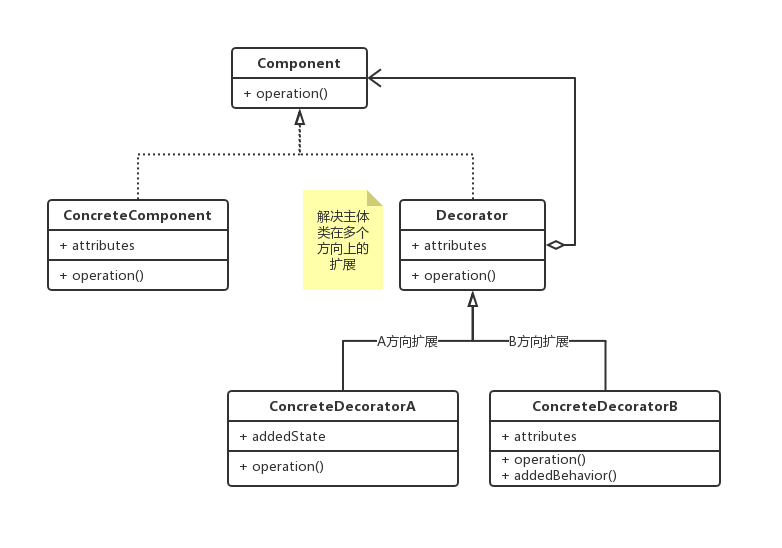 Component
+ operation()
ConcreteComponent
+ attributes
+ operation()
解决主体
类在多个
方向上的
扩展
Decorator
+ attributes
+ operation()
A方向扩展
B方向扩展
ConcreteDecoratorA
+ addedState
+ operation()
ConcreteDecoratorB
+ attributes
+ operation()
+ addedBehavior()